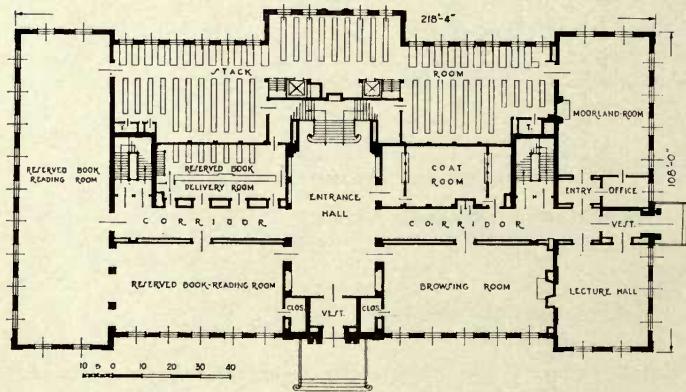 218'-4"
STACK ROOM
MOORLAND-ROOM
108'-0"
T.
T.
RESERVED BOOK
READING ROOM
RESERVED BOOK
DELIVERY ROOM
COAT
ROOM
ENTRANCE
HALL
H
H
ENTRY
OFFICE
CORRIDOR
CORRIDOR
VEST.
RESERVED BOOK-READING ROOM
BROWSING ROOM
LECTURE HALL
CLOS.
VEST.
CLOS.
10 5 0 10 20 30 40